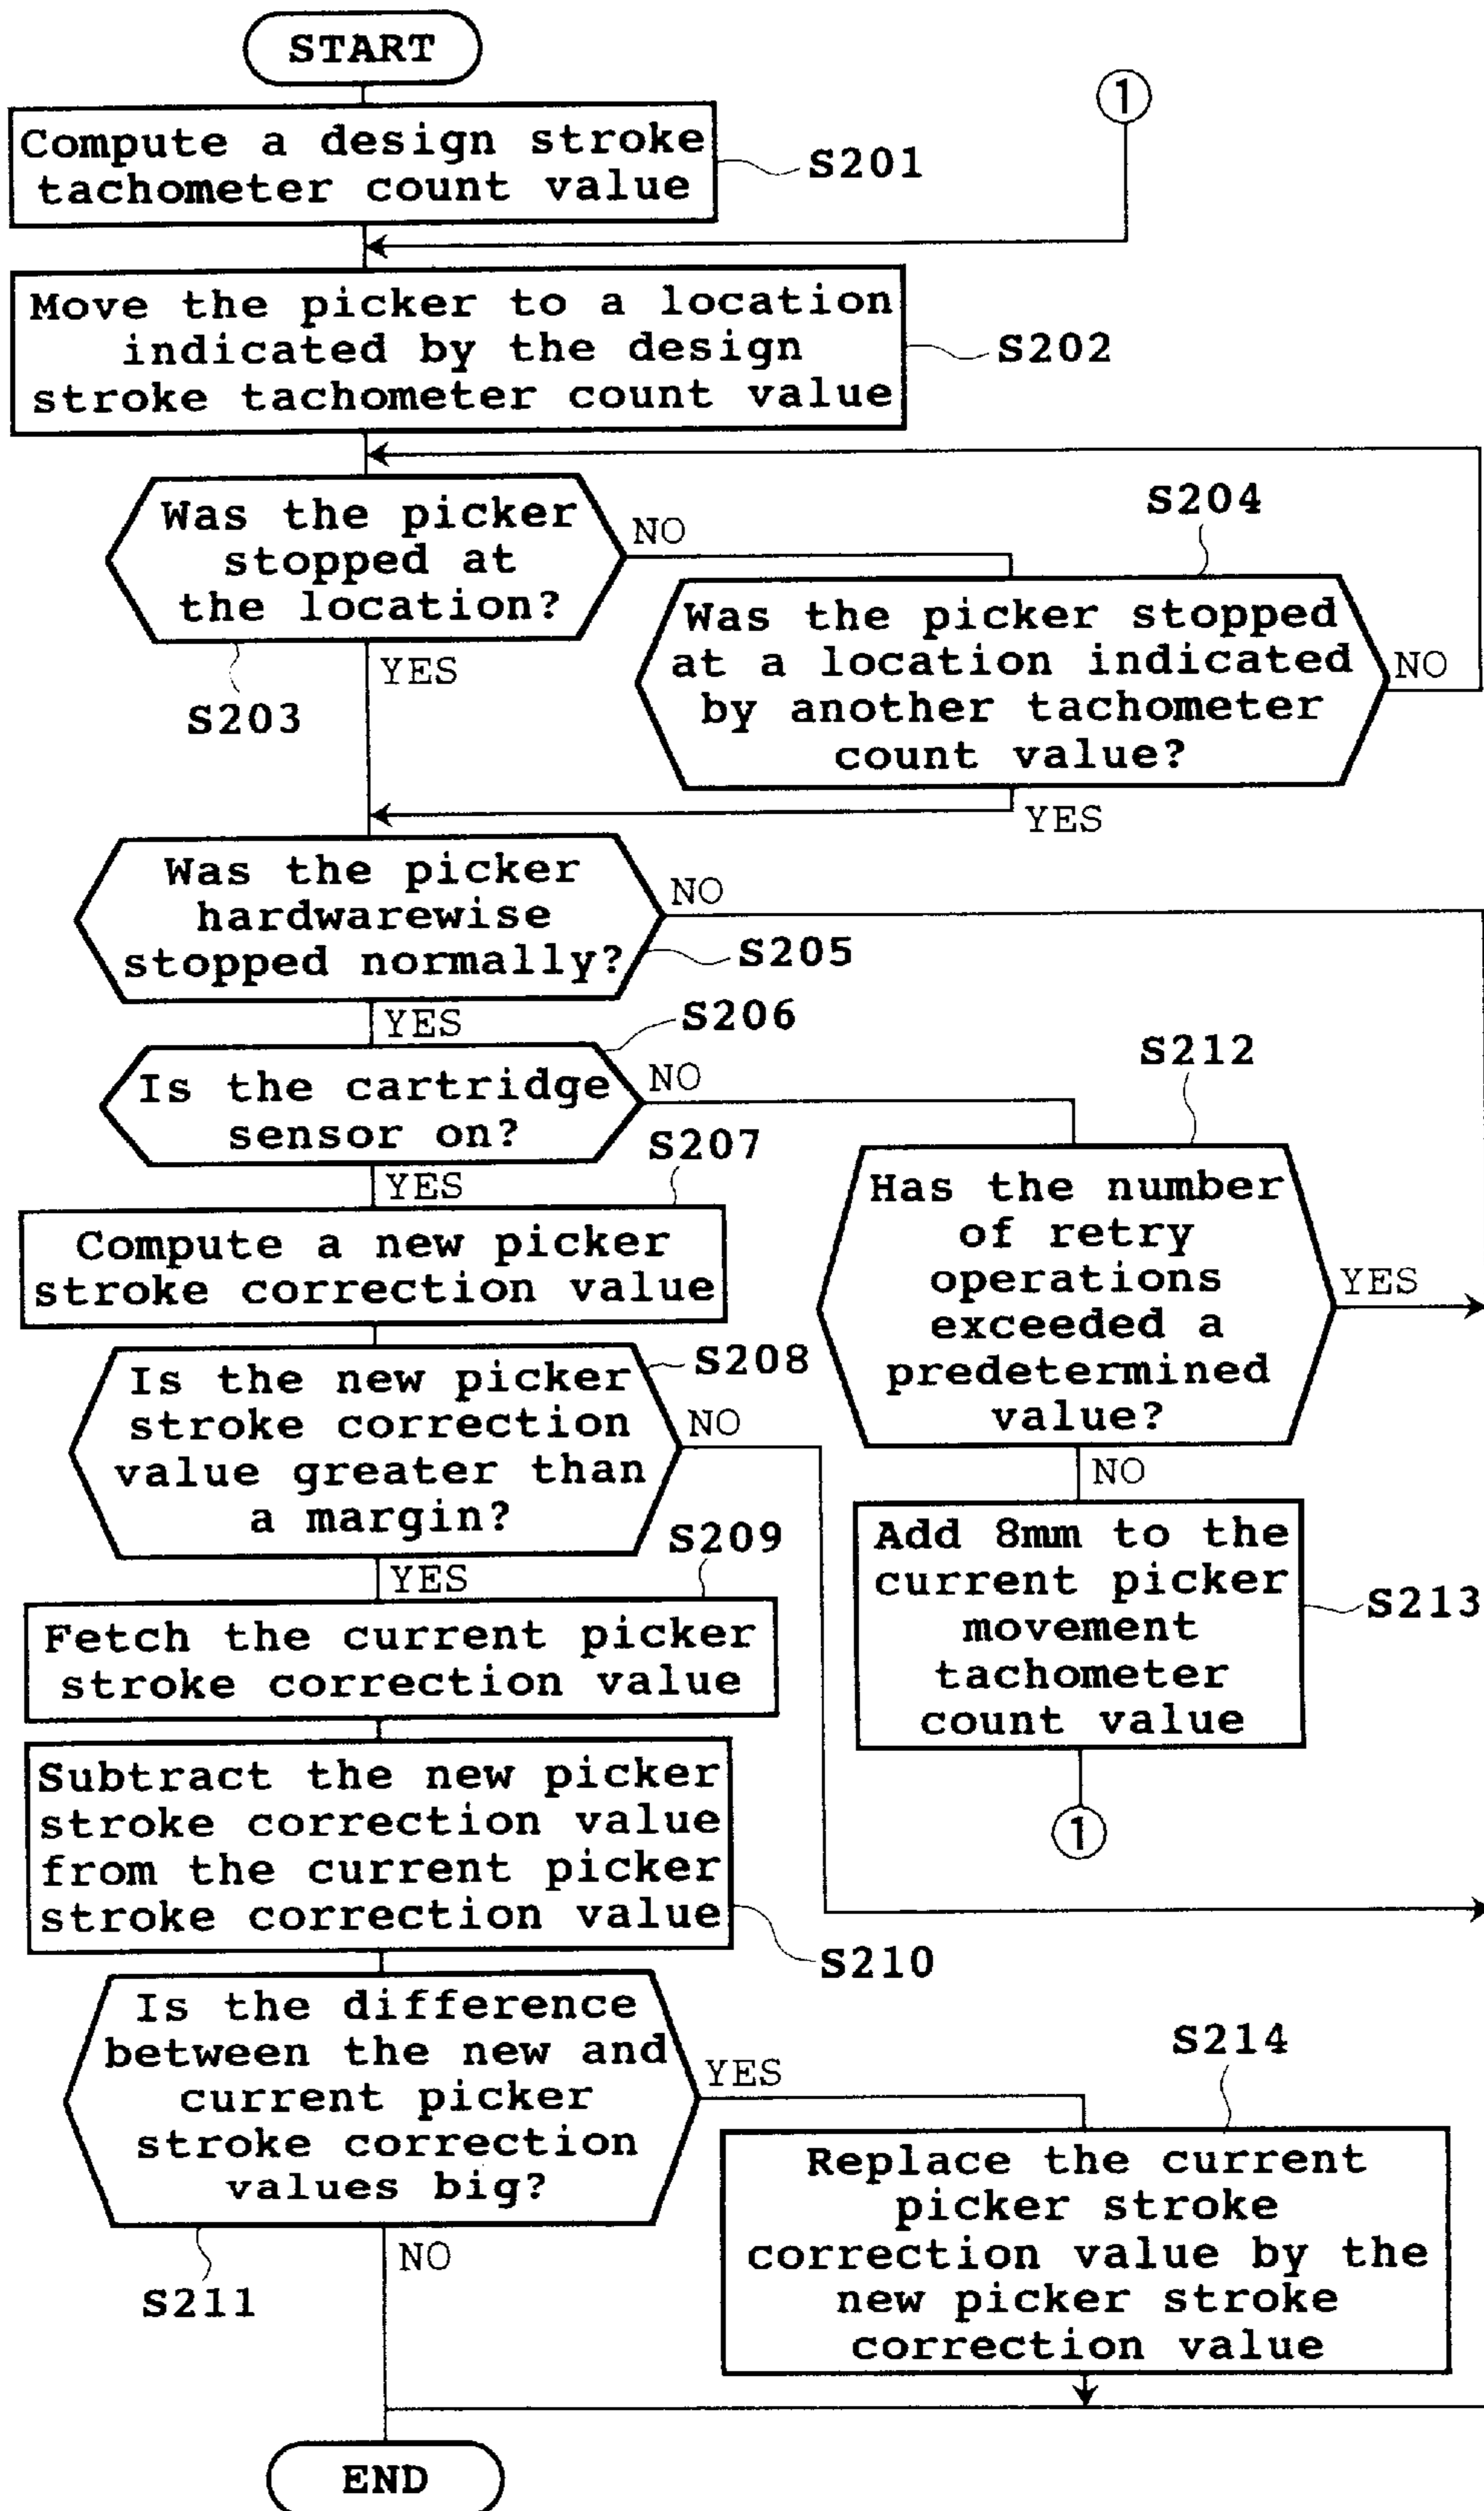 START
1
Compute a design stroke
tachometer count value
S201
Move the picker to a location
indicated by the design
stroke tachometer count value
S202
Was the picker
stopped at
the location?
NO
YES
S203
S204
Was the picker stopped
at a location indicated
by another tachometer
count value?
NO
YES
Was the picker
hardwarewise
stopped normally?
NO
S205
YES
S206
Is the cartridge
sensor on?
NO
YES
S207
Compute a new picker
stroke correction value
S212
Has the number
of retry
operations
exceeded a
predetermined
value?
YES
NO
S208
Is the new picker
stroke correction
value greater than
a margin?
NO
YES
S209
Fetch the current picker
stroke correction value
Add 8mm to the
current picker
movement
tachometer
count value
S213
1
Subtract the new picker
stroke correction value
from the current picker
stroke correction value
S210
Is the difference
between the new and
current picker
stroke correction
values big?
YES
NO
S211
S214
Replace the current
picker stroke
correction value by the
new picker stroke
correction value
END